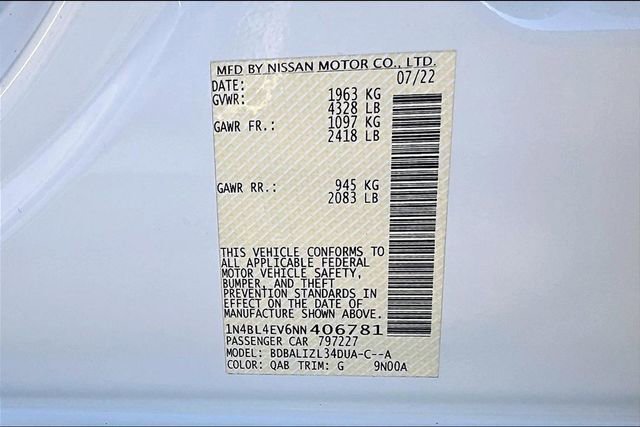 MFD BY NISSAN MOTOR CO., LTD.
DATE: 07/22
GVWR: 1963 KG
4328 LB
GAWR FR.: 1097 KG
2418 LB
GAWR RR.: 945 KG
2083 LB
THIS VEHICLE CONFORMS TO
ALL APPLICABLE FEDERAL
MOTOR VEHICLE SAFETY,
BUMPER, AND THEFT
PREVENTION STANDARDS IN
EFFECT ON THE DATE OF
MANUFACTURE SHOWN ABOVE.
1N4BL4EV6NN406781
PASSENGER CAR 797227
MODEL: BDBALIZL34DUA-C--A
COLOR: QAB TRIM: G 9N00A